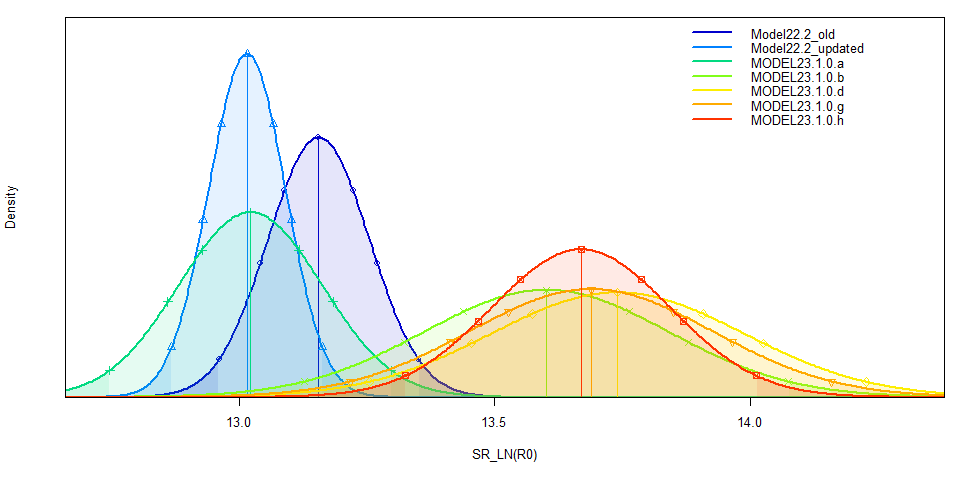 Model22.2_old
Model22.2_updated
MODEL23.1.0.a
MODEL23.1.0.b
MODEL23.1.0.d
MODEL23.1.0.g
MODEL23.1.0.h
Density
13.0 13.5 14.0
SR_LN(R0)